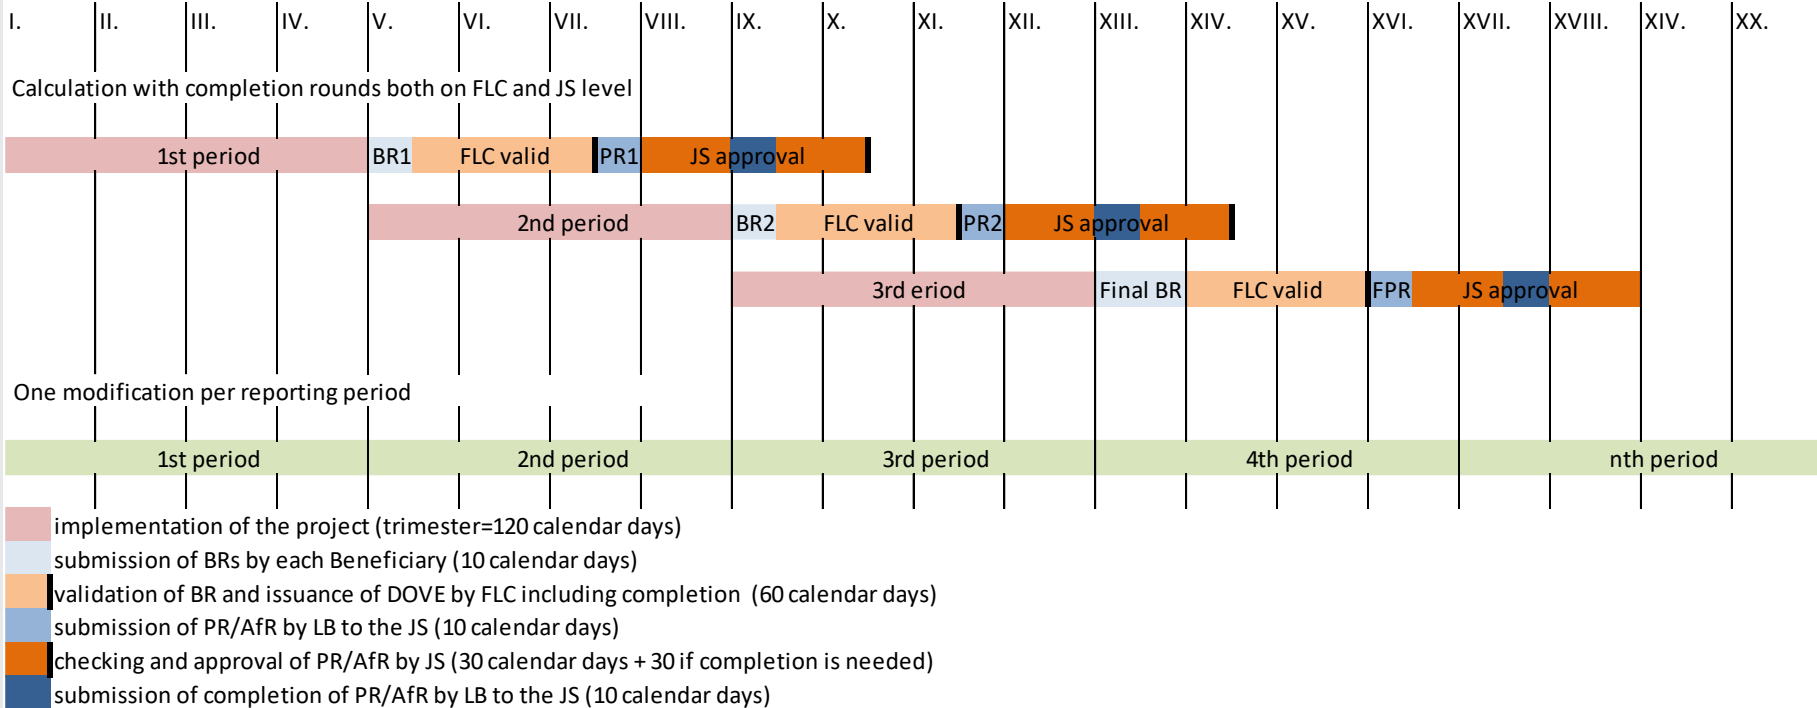 I. II. III. IV. V. VI. VII. VIII. IX. X. XI. XII. XIII. XIV. XV. XVI. XVII. XVIII. XIV. XX.
Calculation with completion rounds both on FLC and JS level
1st period BR1 FLC valid PR1 JS approval
2nd period BR2 FLC valid PR2 JS approval
3rd eriod Final BR FLC valid FPR JS approval
One modification per reporting period
1st period 2nd period 3rd period 4th period nth period
implementation of the project (trimester=120 calendar days)
submission of BRs by each Beneficiary (10 calendar days)
validation of BR and issuance of DOVE by FLC including completion (60 calendar days)
submission of PR/AfR by LB to the JS (10 calendar days)
checking and approval of PR/AfR by JS (30 calendar days + 30 if completion is needed)
submission of completion of PR/AfR by LB to the JS (10 calendar days)